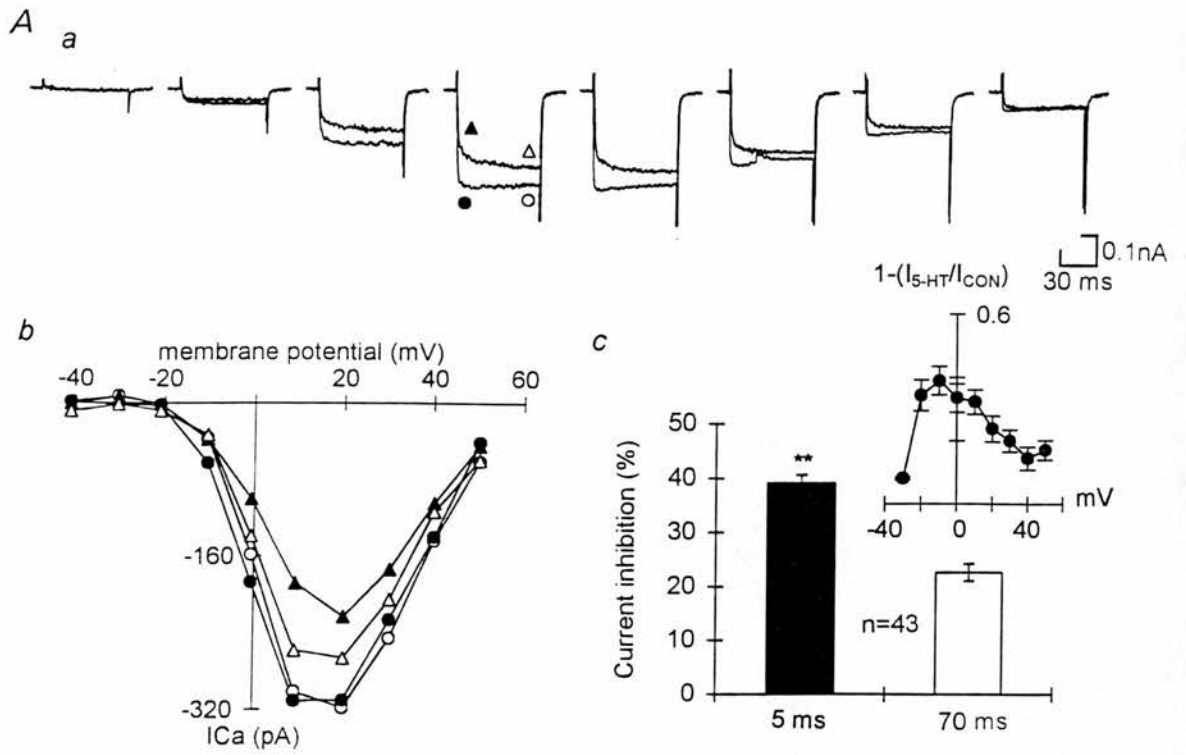 A
a
0.1nA
30 ms
1-(I5-HT/ICON)
0.6
mV
-40 0 40
b
membrane potential (mV)
-40 -20 20 40 60
-160
-320
ICa (pA)
c
Current inhibition (%)
50
40
30
20
10
0
**
n=43
5 ms 70 ms